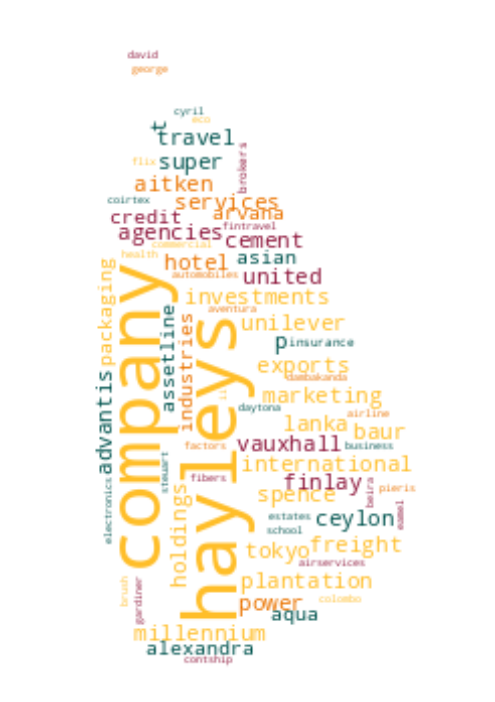 david
george
cyril
eco
t
travel
flix super
brokers
aitken
coirtex services
credit arvana
agencies fintravel
commercial cement
health hotel asian
automobiles united
packaging
company
investments
aventura
assetline
industries
hayleys
unilever
p insurance
exports
dambakanda
advantis
marketing
daytona
airline
lanka baur
factors vauxhall business
international
steuart
fibers finlay
pieris
beira
electronics
holdings
spence
eamel
estates ceylon
school
tokyo freight
airservices
brush
gardiner
plantation
power colombo
aqua
millennium
alexandra
contship